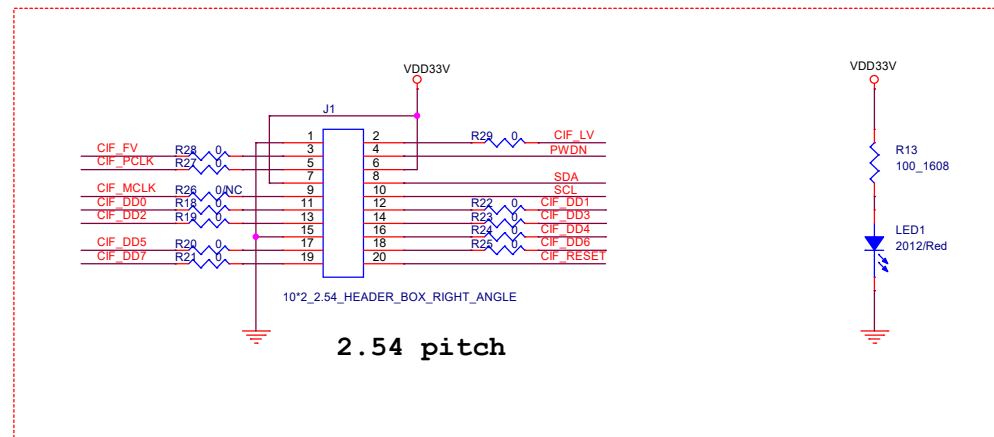 VDD33V
VDD33V
J1
1 2 R29 0 CIF_LV
CIF_FV R28 0 3 4 PWDN
CIF_PCLK R27 0 5 6
7 8 SDA
CIF_MCLK R26 0/NC 9 10 SCL
CIF_DD0 R18 0 11 12 R22 0 CIF_DD1
CIF_DD2 R19 0 13 14 R23 0 CIF_DD3
15 16 R24 0 CIF_DD4
CIF_DD5 R20 0 17 18 R25 0 CIF_DD6
CIF_DD7 R21 0 19 20 CIF_RESET
10*2_2.54_HEADER_BOX_RIGHT_ANGLE
2.54 pitch
R13
100_1608
LED1
2012/Red